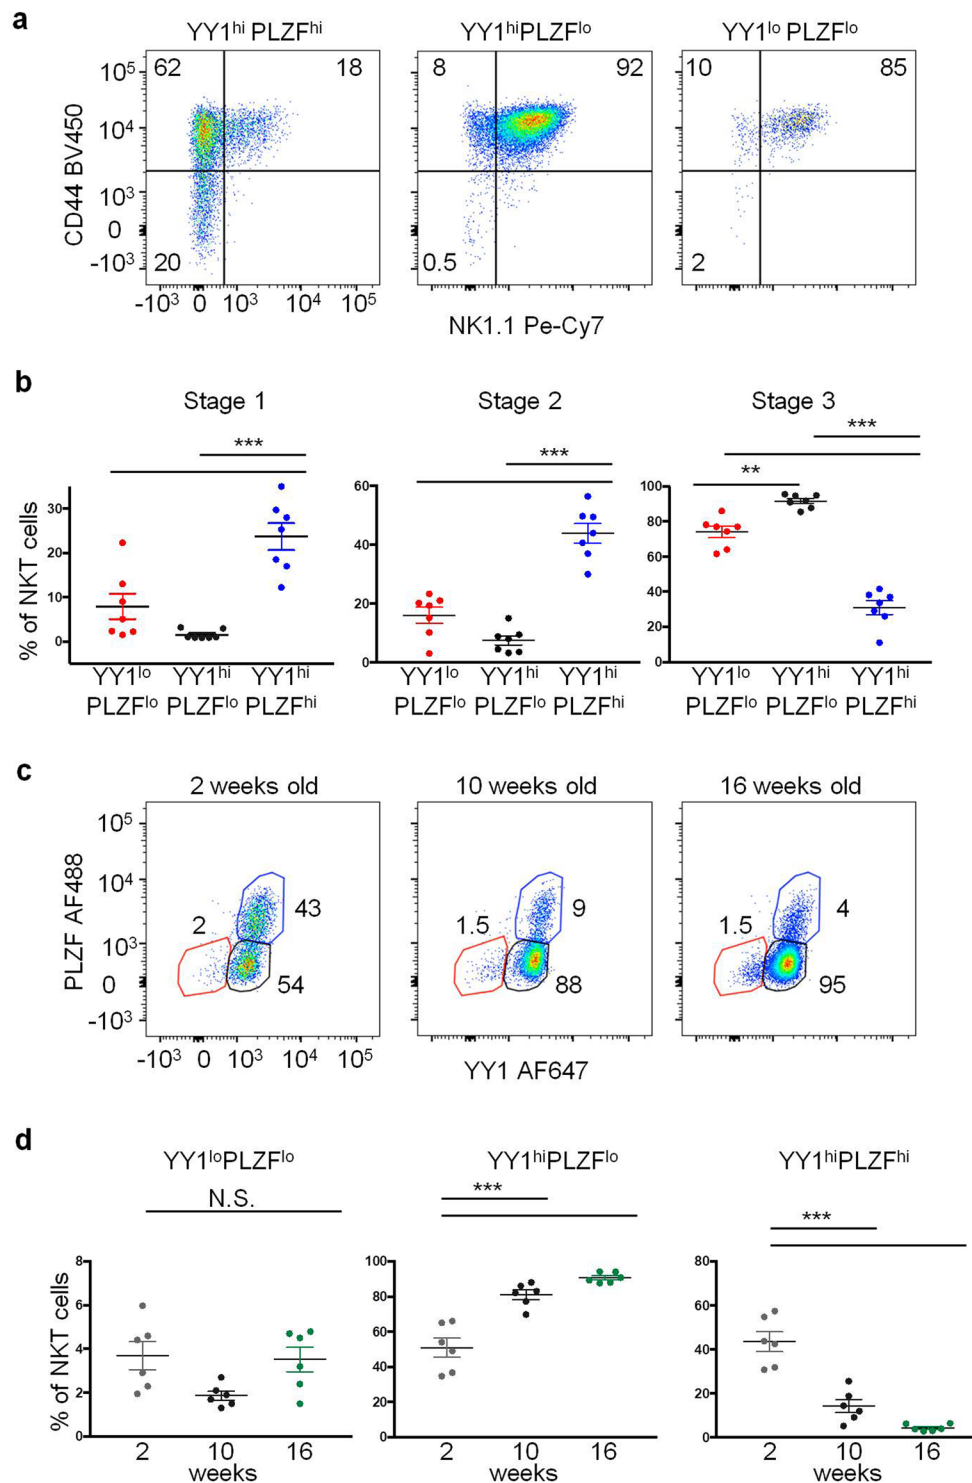 a
YY1hi PLZFhi YY1hiPLZFlo YY1lo PLZFlo
62 18 8 92 10 85
10⁵
10⁴
10³
0
-10³
CD44 BV450
20 0.5 2
-10³ 0 10³ 10⁴ 10⁵
NK1.1 Pe-Cy7
b
Stage 1 Stage 2 Stage 3
*** *** *** **
% of NKT cells
30
20
10
0
60
40
20
0
100
80
60
40
20
0
YY1lo YY1hi YY1hi YY1lo YY1hi YY1hi YY1lo YY1hi YY1hi
PLZFlo PLZFlo PLZFhi PLZFlo PLZFlo PLZFhi PLZFlo PLZFlo PLZFhi
c
2 weeks old 10 weeks old 16 weeks old
10⁵
10⁴
10³
0
-10³
PLZF AF488
2 43 54
1.5 9 88
1.5 4 95
-10³ 0 10³ 10⁴ 10⁵
YY1 AF647
d
YY1loPLZFlo YY1hiPLZFlo YY1hiPLZFhi
N.S. *** ***
% of NKT cells
8
6
4
2
0
100
80
60
40
20
0
80
60
40
20
0
2 10 16 2 10 16 2 10 16
weeks weeks weeks